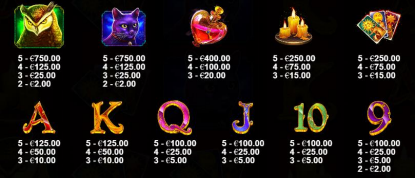 5 - €750.00
4 - €125.00
3 - €25.00
2 - €2.00
5 - €750.00
4 - €125.00
3 - €25.00
2 - €2.00
5 - €400.00
4 - €100.00
3 - €20.00
5 - €250.00
4 - €75.00
3 - €15.00
5 - €250.00
4 - €75.00
3 - €15.00
A
5 - €125.00
4 - €50.00
3 - €10.00
K
5 - €125.00
4 - €50.00
3 - €10.00
Q
5 - €100.00
4 - €25.00
3 - €5.00
J
5 - €100.00
4 - €25.00
3 - €5.00
10
5 - €100.00
4 - €25.00
3 - €5.00
9
5 - €100.00
4 - €25.00
3 - €5.00
2 - €2.00